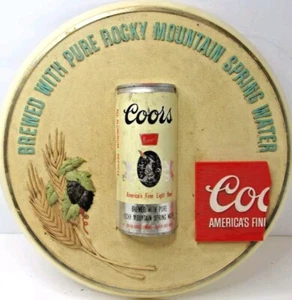 BREWED WITH PURE ROCKY MOUNTAIN SPRING WATER
Coors
America's Fine Light Beer
BREWED WITH PURE
ROCKY MOUNTAIN SPRING WATER
Coo
AMERICA'S FINE